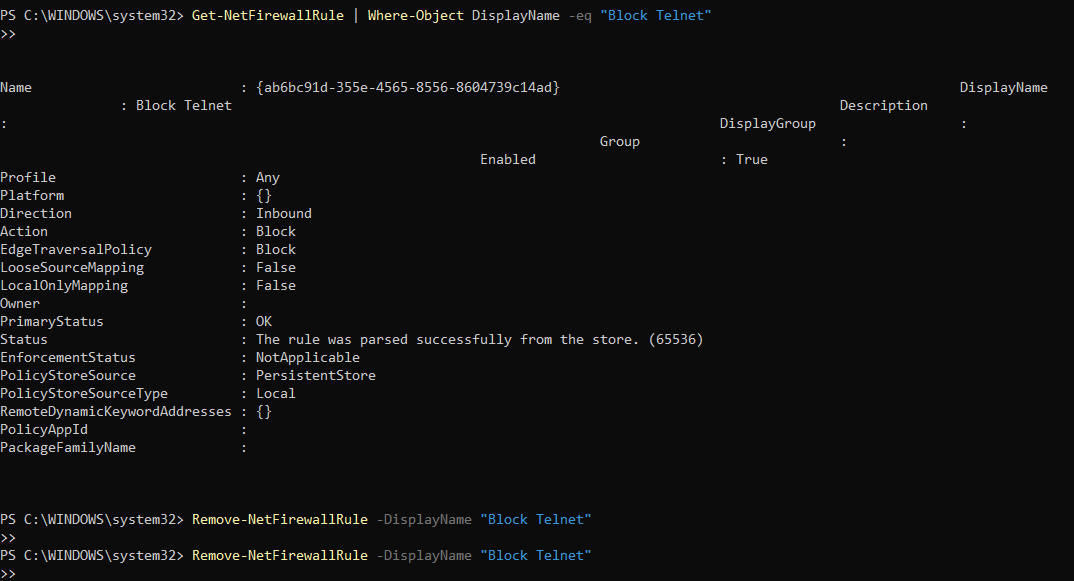 PS C:\WINDOWS\system32> Get-NetFirewallRule | Where-Object DisplayName -eq "Block Telnet"
>>
Name                          : {ab6bc91d-355e-4565-8556-8604739c14ad}                                                  DisplayName
               : Block Telnet                                                                            Description
:                                                                                         DisplayGroup                  :
                                                                           Group                         :
                                                            Enabled                       : True
Profile                       : Any
Platform                      : {}
Direction                     : Inbound
Action                        : Block
EdgeTraversalPolicy           : Block
LooseSourceMapping            : False
LocalOnlyMapping              : False
Owner                         :
PrimaryStatus                 : OK
Status                        : The rule was parsed successfully from the store. (65536)
EnforcementStatus             : NotApplicable
PolicyStoreSource             : PersistentStore
PolicyStoreSourceType         : Local
RemoteDynamicKeywordAddresses : {}
PolicyAppId                   :
PackageFamilyName             :
PS C:\WINDOWS\system32> Remove-NetFirewallRule -DisplayName "Block Telnet"
>>
PS C:\WINDOWS\system32> Remove-NetFirewallRule -DisplayName "Block Telnet"
>>